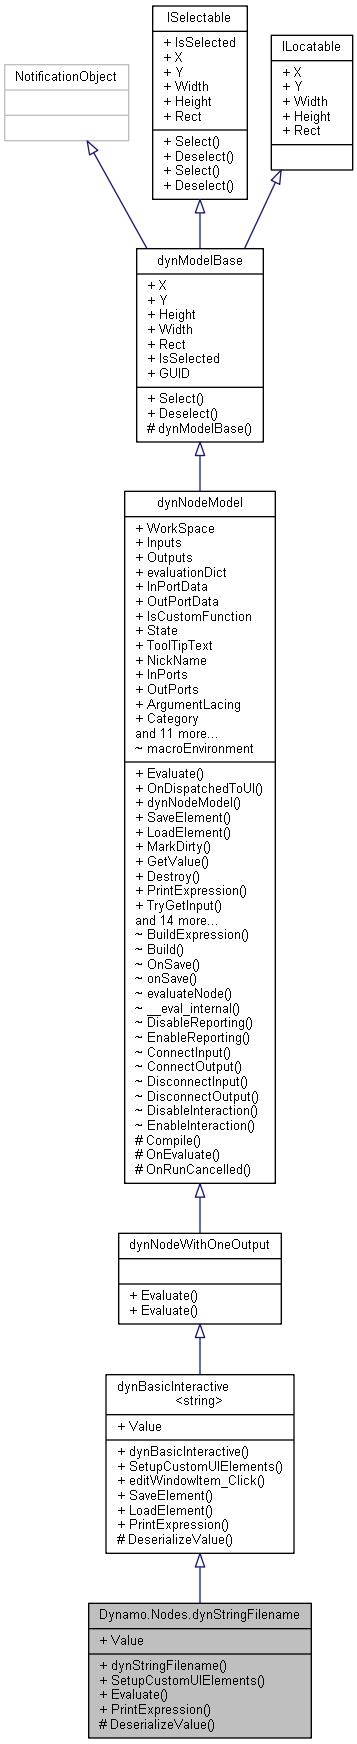 ISelectable
+ IsSelected
+ X
+ Y
+ Width
+ Height
+ Rect
+ Select()
+ Deselect()
+ Select()
+ Deselect()
ILocatable
+ X
+ Y
+ Width
+ Height
+ Rect
NotificationObject
dynModelBase
+ X
+ Y
+ Height
+ Width
+ Rect
+ IsSelected
+ GUID
+ Select()
+ Deselect()
# dynModelBase()
dynNodeModel
+ WorkSpace
+ Inputs
+ Outputs
+ evaluationDict
+ InPortData
+ OutPortData
+ IsCustomFunction
+ State
+ ToolTipText
+ NickName
+ InPorts
+ OutPorts
+ ArgumentLacing
+ Category
and 11 more...
~ macroEnvironment
+ Evaluate()
+ OnDispatchedToUI()
+ dynNodeModel()
+ SaveElement()
+ LoadElement()
+ MarkDirty()
+ GetValue()
+ Destroy()
+ PrintExpression()
+ TryGetInput()
and 14 more...
~ BuildExpression()
~ Build()
~ OnSave()
~ onSave()
~ evaluateNode()
~ __eval_internal()
~ DisableReporting()
~ EnableReporting()
~ ConnectInput()
~ ConnectOutput()
~ DisconnectInput()
~ DisconnectOutput()
~ DisableInteraction()
~ EnableInteraction()
# Compile()
# OnEvaluate()
# OnRunCancelled()
dynNodeWithOneOutput
+ Evaluate()
+ Evaluate()
dynBasicInteractive
<string>
+ Value
+ dynBasicInteractive()
+ SetupCustomUIElements()
+ editWindowItem_Click()
+ SaveElement()
+ LoadElement()
+ PrintExpression()
# DeserializeValue()
Dynamo.Nodes.dynStringFilename
+ Value
+ dynStringFilename()
+ SetupCustomUIElements()
+ Evaluate()
+ PrintExpression()
# DeserializeValue()